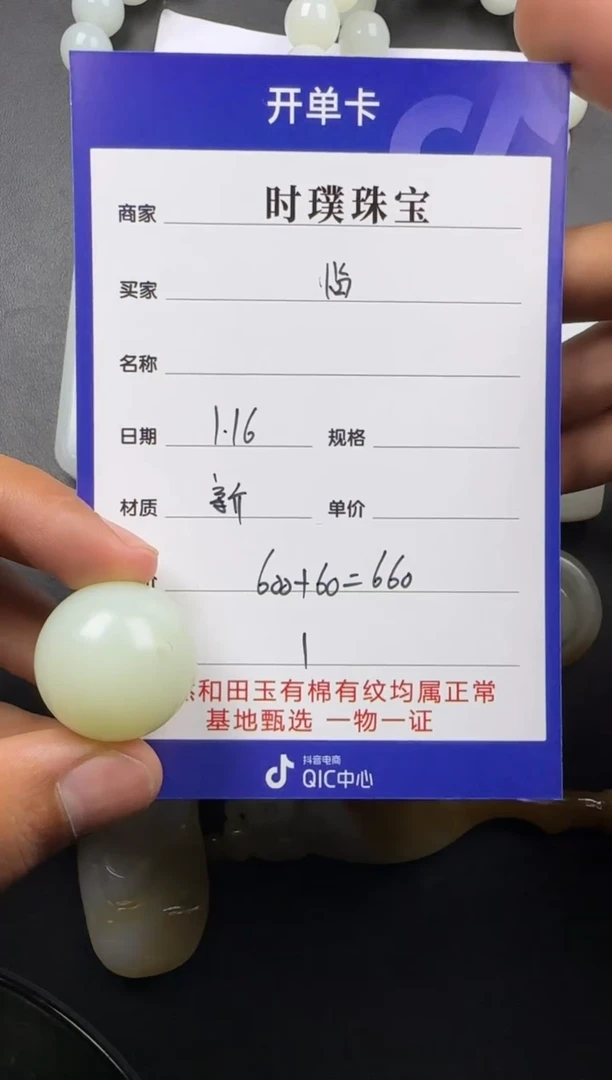 开单卡
商家 时璞珠宝
买家
名称
日期 1.16 规格
材质 新 单价
600+60=660
1
和田玉有棉有纹均属正常
基地甄选 一物一证
抖音电商
QIC中心